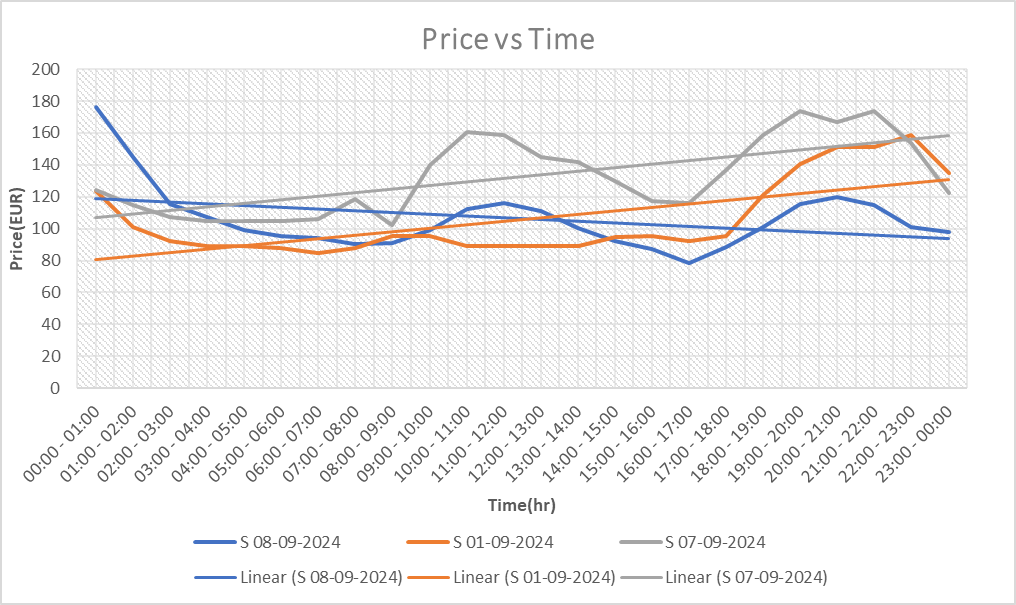 Price vs Time
Price(EUR)
200
180
160
140
120
100
80
60
40
20
0
00:00 - 01:00
01:00 - 02:00
02:00 - 03:00
03:00 - 04:00
04:00 - 05:00
05:00 - 06:00
06:00 - 07:00
07:00 - 08:00
08:00 - 09:00
09:00 - 10:00
10:00 - 11:00
11:00 - 12:00
12:00 - 13:00
13:00 - 14:00
14:00 - 15:00
15:00 - 16:00
16:00 - 17:00
17:00 - 18:00
18:00 - 19:00
19:00 - 20:00
20:00 - 21:00
21:00 - 22:00
22:00 - 23:00
23:00 - 00:00
Time(hr)
S 08-09-2024 S 01-09-2024 S 07-09-2024
Linear (S 08-09-2024) Linear (S 01-09-2024) Linear (S 07-09-2024)